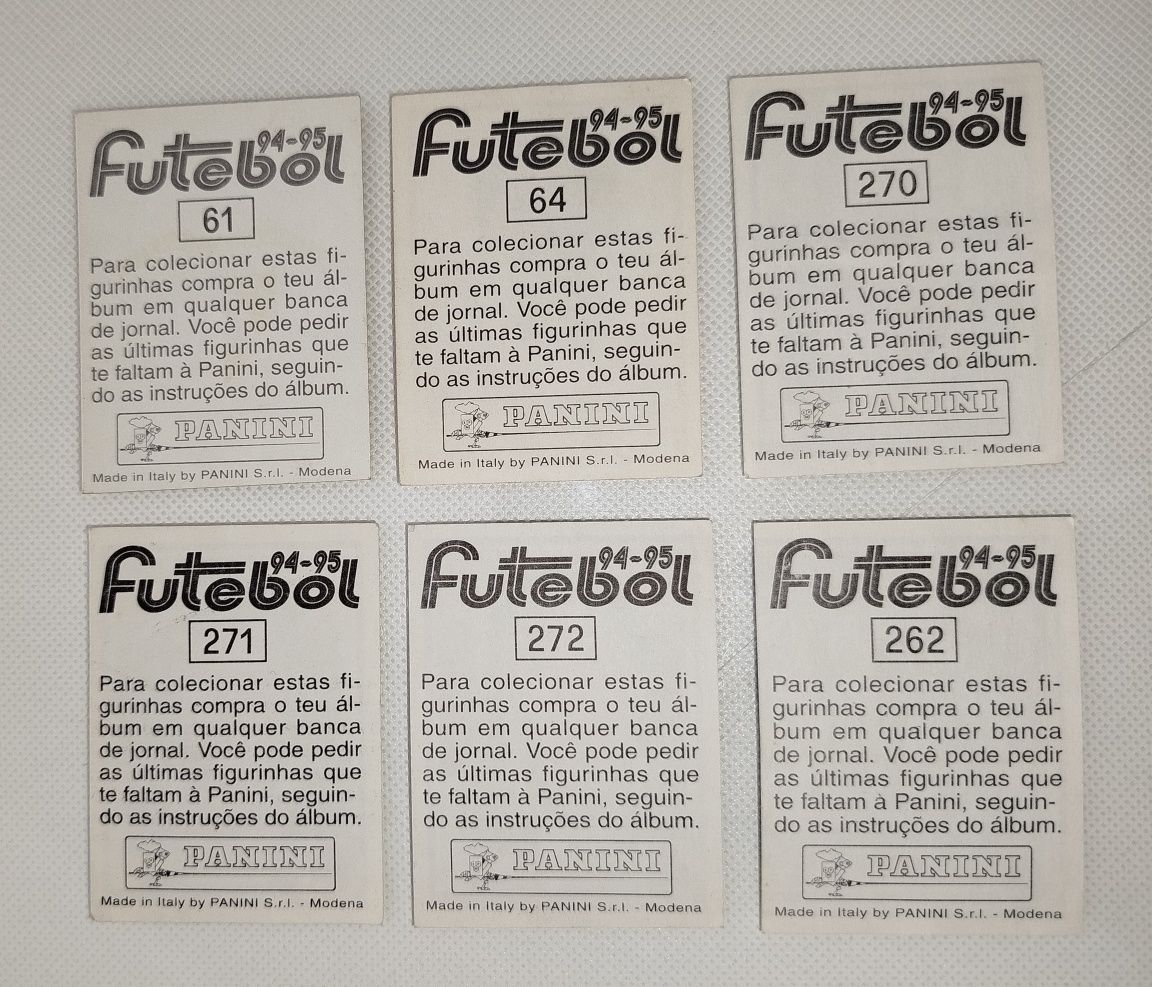 Futebol 94-95
61
Para colecionar estas fi-
gurinhas compra o teu ál-
bum em qualquer banca
de jornal. Você pode pedir
as últimas figurinhas que
te faltam à Panini, seguin-
do as instruções do álbum.
PANINI
Made in Italy by PANINI S.r.l. - Modena
Futebol 94-95
64
Para colecionar estas fi-
gurinhas compra o teu ál-
bum em qualquer banca
de jornal. Você pode pedir
as últimas figurinhas que
te faltam à Panini, seguin-
do as instruções do álbum.
PANINI
Made in Italy by PANINI S.r.l. - Modena
Futebol 94-95
270
Para colecionar estas fi-
gurinhas compra o teu ál-
bum em qualquer banca
de jornal. Você pode pedir
as últimas figurinhas que
te faltam à Panini, seguin-
do as instruções do álbum.
PANINI
Made in Italy by PANINI S.r.l. - Modena
Futebol 94-95
271
Para colecionar estas fi-
gurinhas compra o teu ál-
bum em qualquer banca
de jornal. Você pode pedir
as últimas figurinhas que
te faltam à Panini, seguin-
do as instruções do álbum.
PANINI
Made in Italy by PANINI S.r.l. - Modena
Futebol 94-95
272
Para colecionar estas fi-
gurinhas compra o teu ál-
bum em qualquer banca
de jornal. Você pode pedir
as últimas figurinhas que
te faltam à Panini, seguin-
do as instruções do álbum.
PANINI
Made in Italy by PANINI S.r.l. - Modena
Futebol 94-95
262
Para colecionar estas fi-
gurinhas compra o teu ál-
bum em qualquer banca
de jornal. Você pode pedir
as últimas figurinhas que
te faltam à Panini, seguin-
do as instruções do álbum.
PANINI
Made in Italy by PANINI S.r.l. - Modena